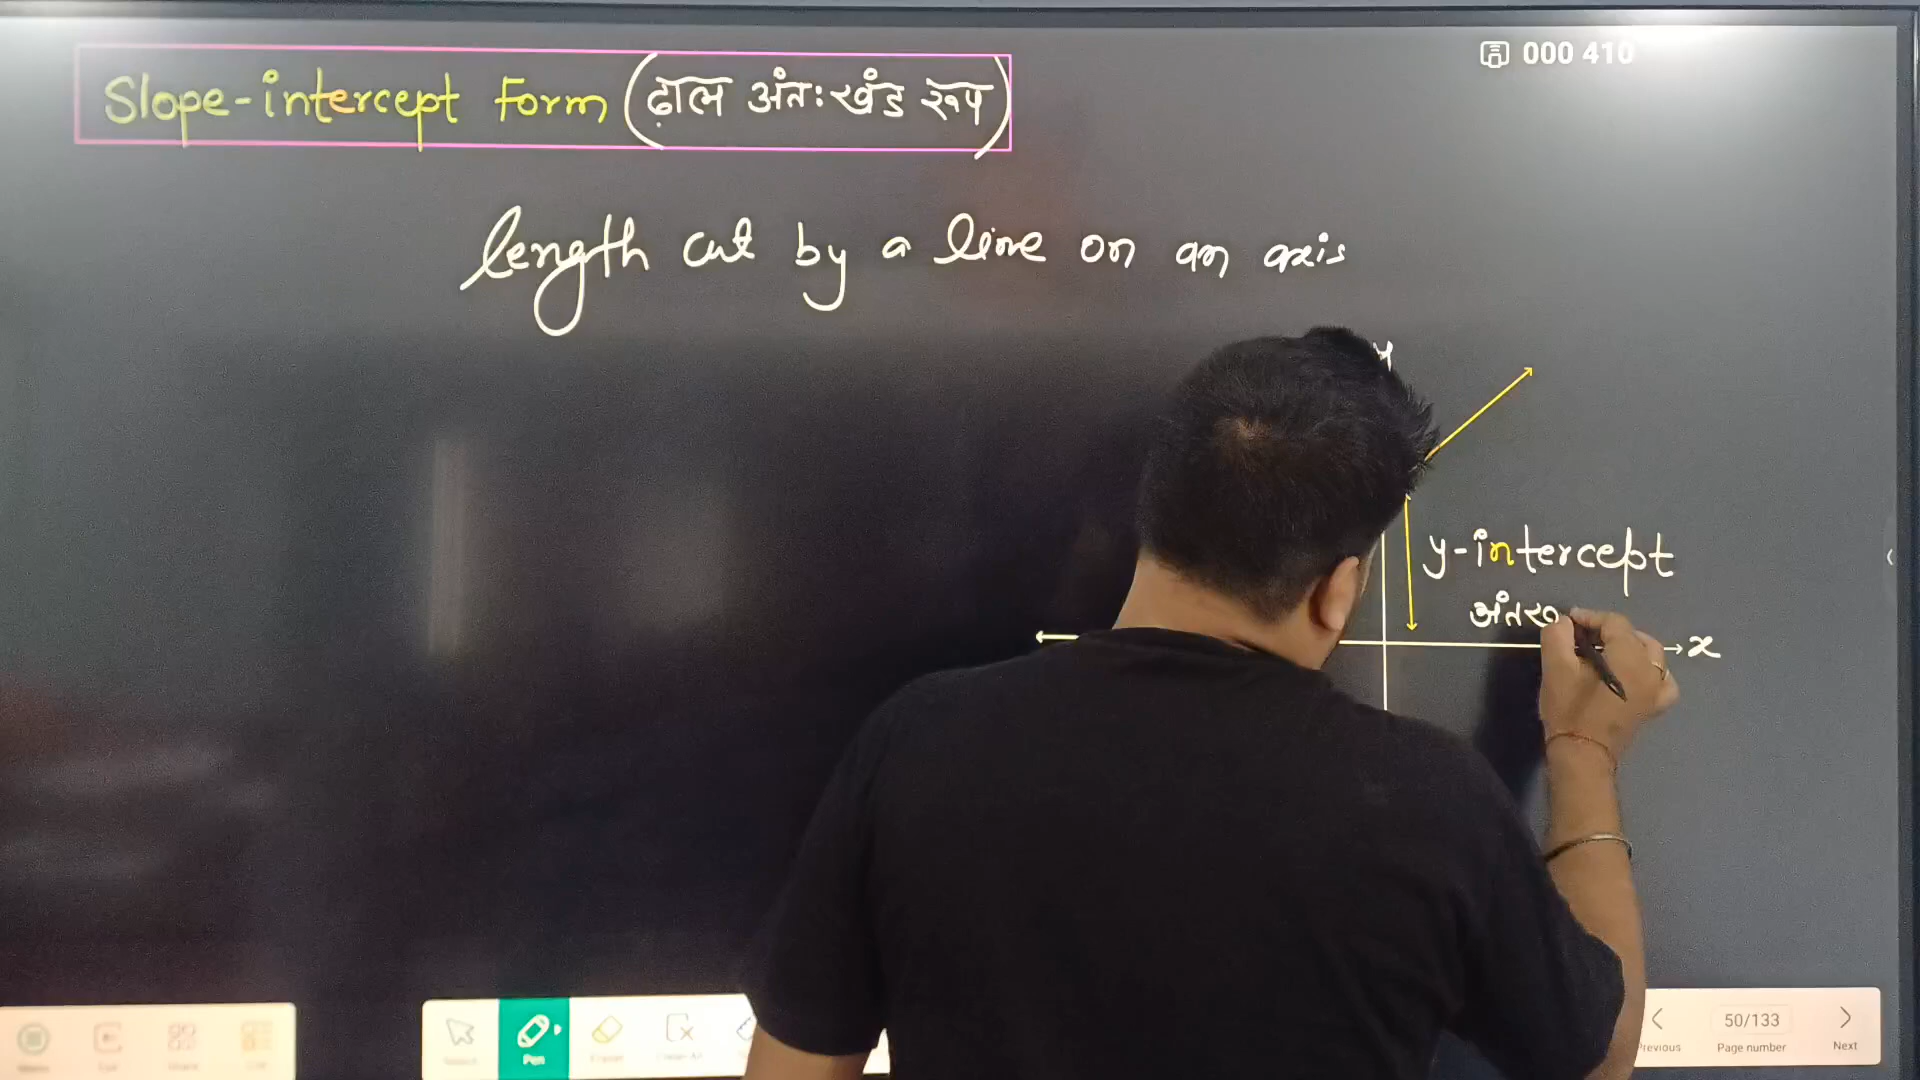 000 410
Slope-intercept Form (ढ़ाल अंतः खंड रूप)
length cut by a line on an axis
y
y-intercept
x
Pen
Previous
50/133
Page number
Next